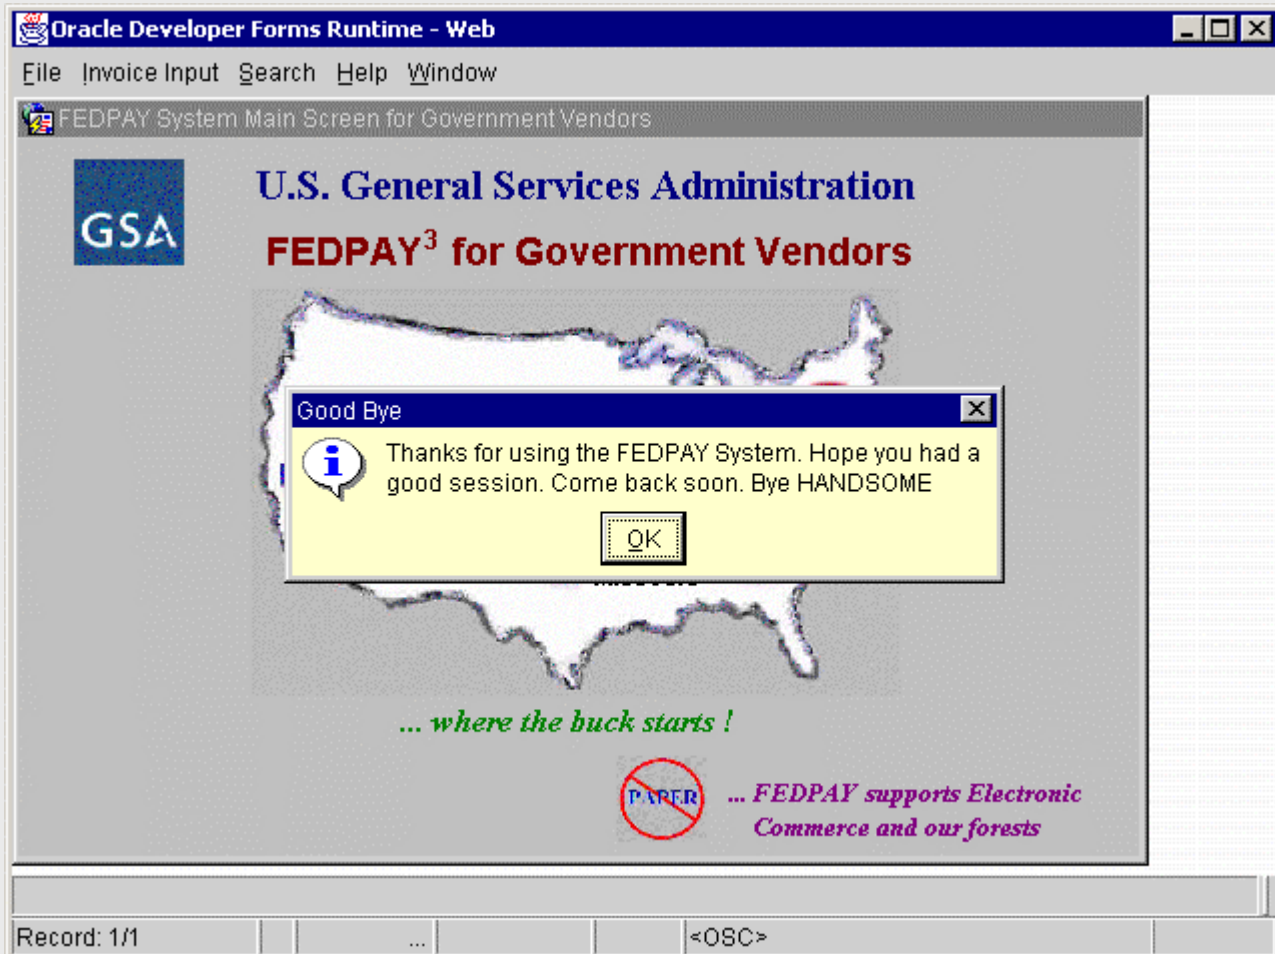 Oracle Developer Forms Runtime - Web
File Invoice Input Search Help Window
FEDPAY System Main Screen for Government Vendors
GSA
U.S. General Services Administration
FEDPAY³ for Government Vendors
Good Bye
Thanks for using the FEDPAY System. Hope you had a
good session. Come back soon. Bye HANDSOME
OK
... where the buck starts !
PAPER
... FEDPAY supports Electronic
Commerce and our forests
Record: 1/1 ... <OSC>